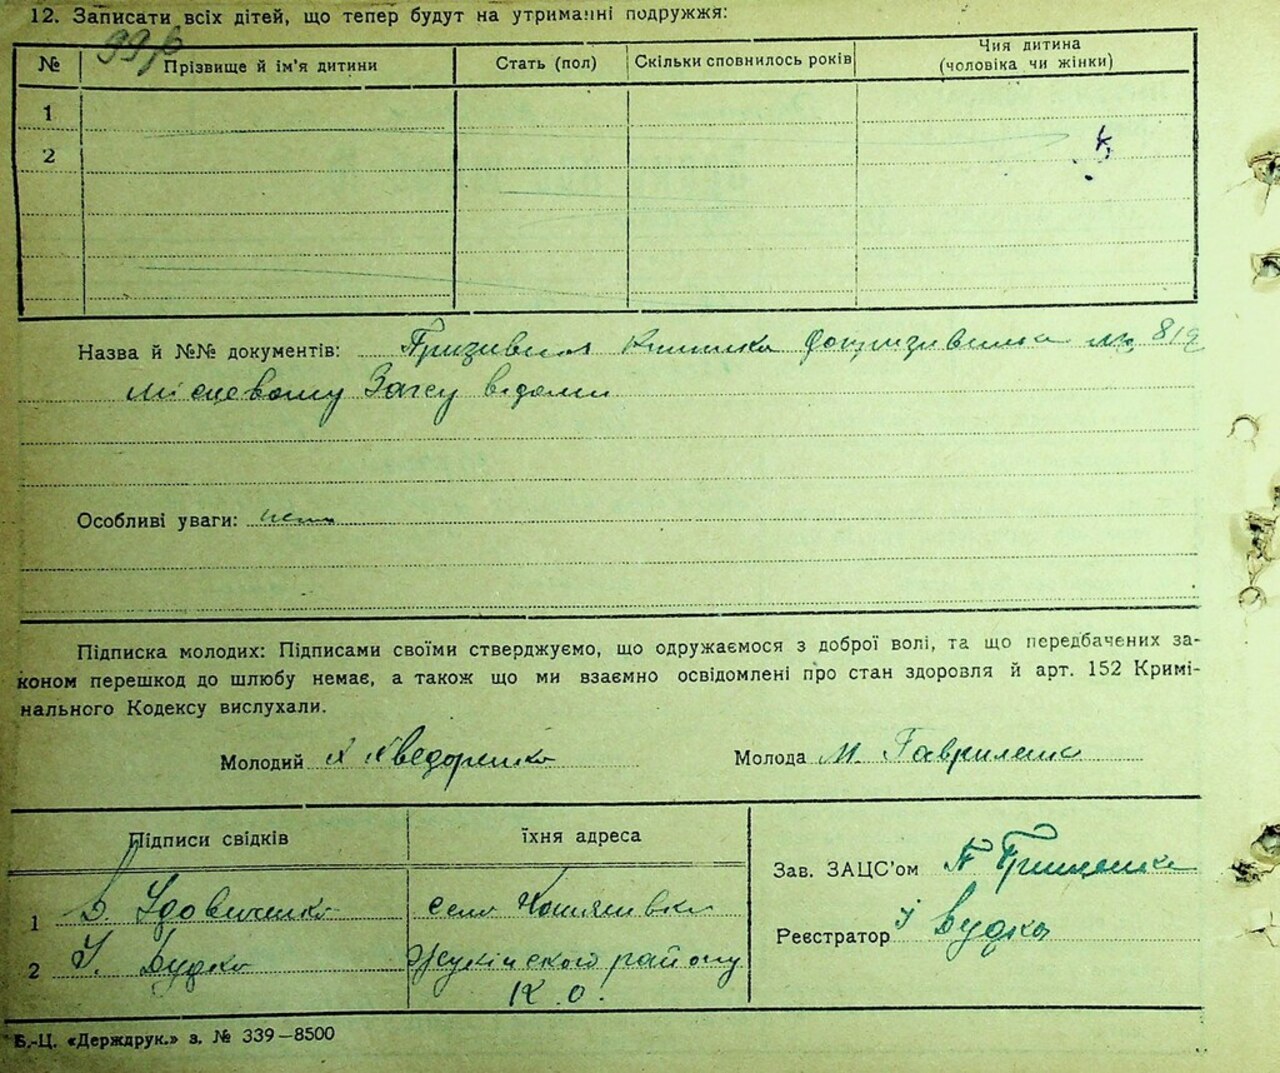 12. Записати всіх дітей, що тепер будут на утриманні подружжя:
№ Прізвище й ім'я дитини Стать (пол) Скільки сповнилось років Чия дитина (чоловіка чи жінки)
1
2
Назва й №№ документів: Призивная Книжка допризивника № 819
місцевому Загсу відомі
Особливі уваги:
Підписка молодих: Підписами своїми стверджуємо, що одружаємося з доброї волі, та що передбачених за-
коном перешкод до шлюбу немає, а також що ми взаємно освідомлені про стан здоровля й арт. 152 Кримі-
нального Кодексу вислухали.
Молодий Молода М. Гавриленко
Підписи свідків їхня адреса
Зав. ЗАЦС'ом
1 Удовиченко село
Реєстратор Будко
2 Будко району
К.О.
Б.-Ц. «Держдрук.» з. № 339—8500